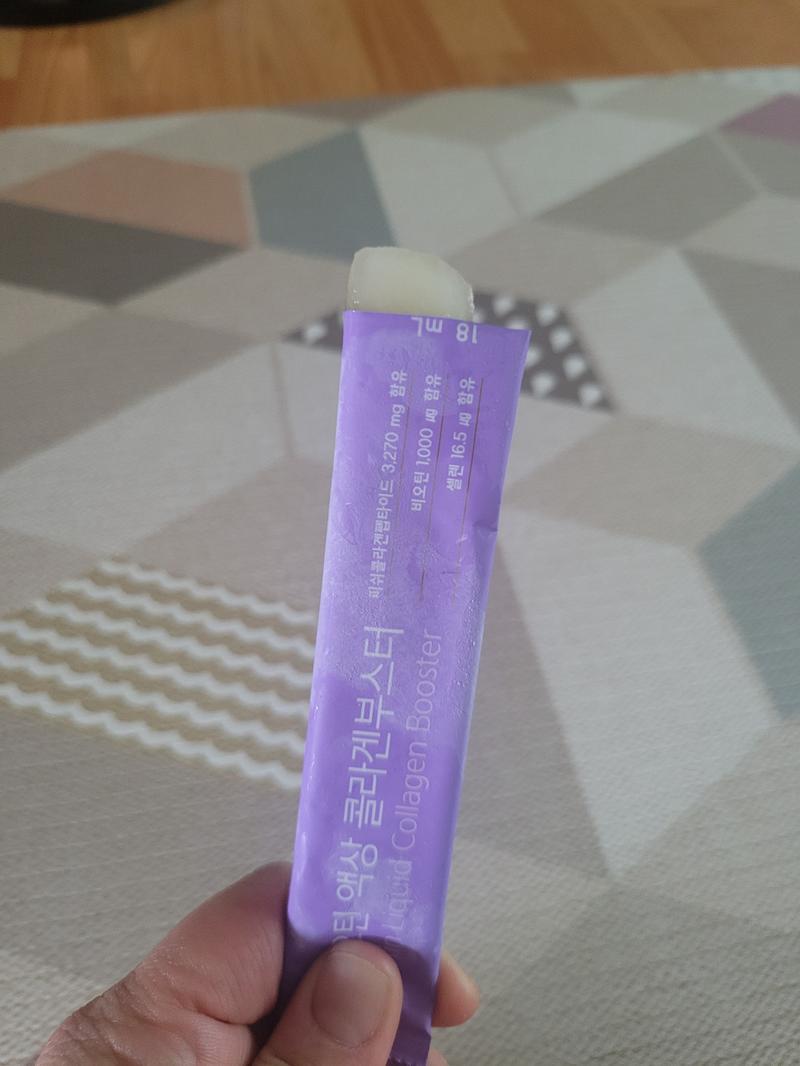 18 mL
피쉬콜라겐펩타이드 3,270 mg 함유
비오틴 1,000 ㎍ 함유
셀렌 16.5 ㎍ 함유
액상 콜라겐부스터
Liquid Collagen Booster